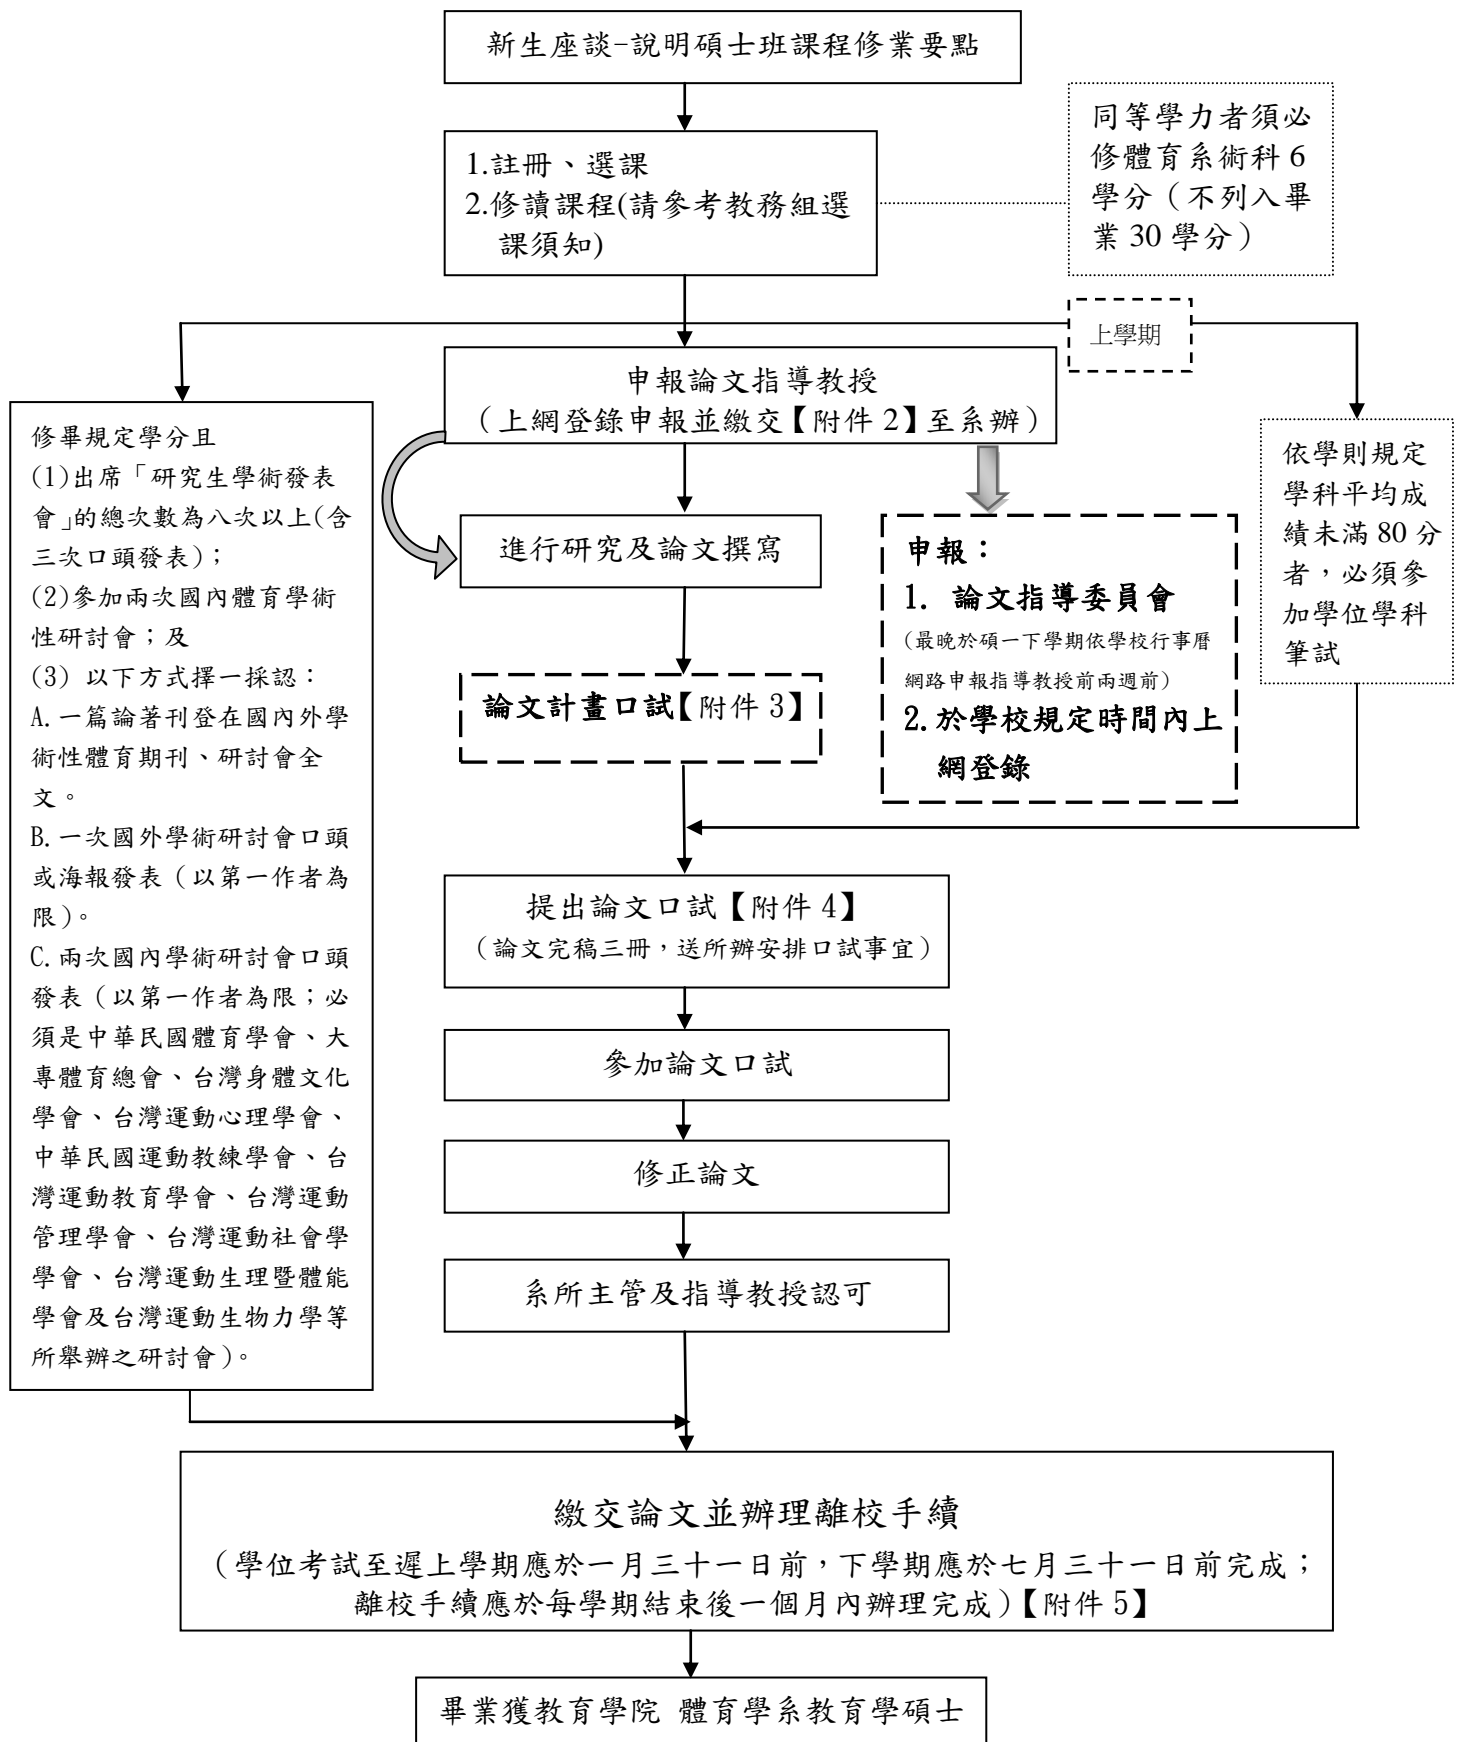 新生座談-說明碩士班課程修業要點
同等學力者須必
修體育系術科 6
學分（不列入畢
業 30 學分）
1.註冊、選課
2.修讀課程(請參考教務組選
課須知)
上學期
申報論文指導教授
（上網登錄申報並繳交【附件 2】至系辦）
修畢規定學分且
(1)出席「研究生學術發表
會」的總次數為八次以上(含
三次口頭發表)；
(2)參加兩次國內體育學術
性研討會；及
(3) 以下方式擇一採認：
A.一篇論著刊登在國內外學
術性體育期刊、研討會全
文。
B.一次國外學術研討會口頭
或海報發表（以第一作者為
限）。
C.兩次國內學術研討會口頭
發表（以第一作者為限；必
須是中華民國體育學會、大
專體育總會、台灣身體文化
學會、台灣運動心理學會、
中華民國運動教練學會、台
灣運動教育學會、台灣運動
管理學會、台灣運動社會學
學會、台灣運動生理暨體能
學會及台灣運動生物力學等
所舉辦之研討會）。
進行研究及論文撰寫
申報：
1. 論文指導委員會
（最晚於碩一下學期依學校行事曆
網路申報指導教授前兩週前）
2.於學校規定時間內上
網登錄
依學則規定
學科平均成
績未滿 80 分
者，必須參
加學位學科
筆試
論文計畫口試【附件 3】
提出論文口試【附件 4】
（論文完稿三冊，送所辦安排口試事宜）
參加論文口試
修正論文
系所主管及指導教授認可
繳交論文並辦理離校手續
（學位考試至遲上學期應於一月三十一日前，下學期應於七月三十一日前完成；
離校手續應於每學期結束後一個月內辦理完成）【附件 5】
畢業獲教育學院 體育學系教育學碩士